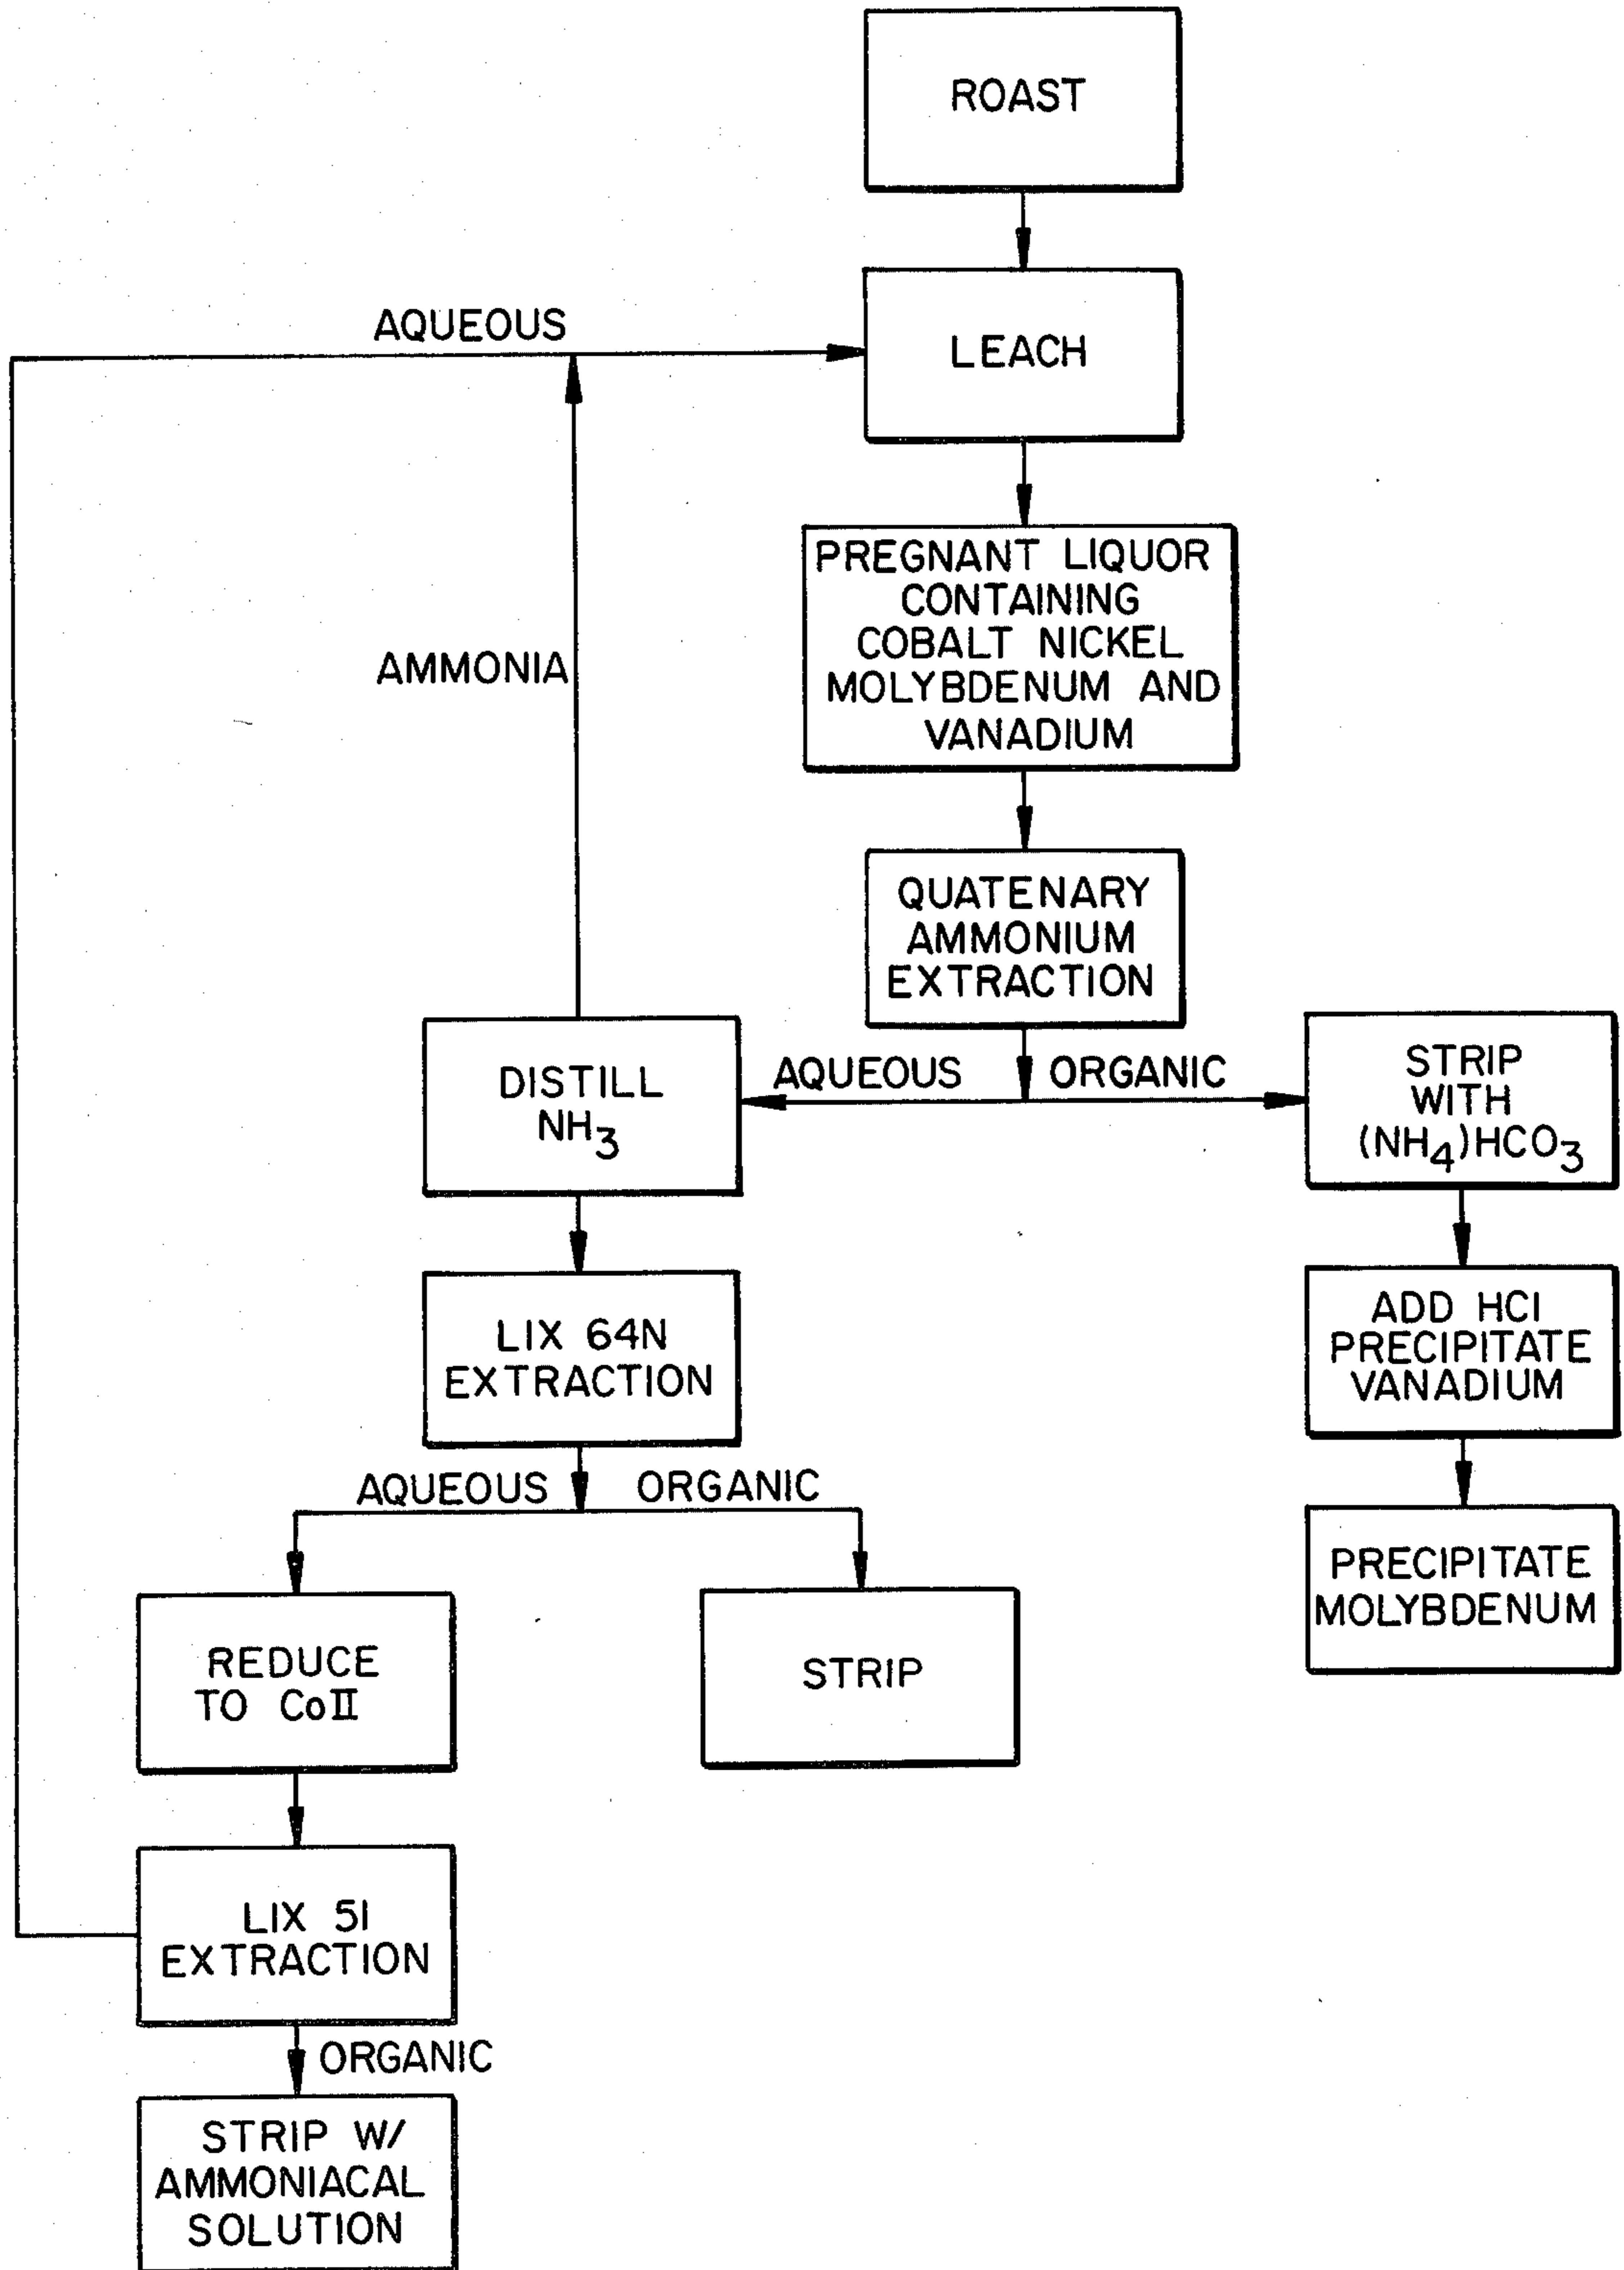 ROAST
AQUEOUS
LEACH
PREGNANT LIQUOR
CONTAINING
COBALT NICKEL
MOLYBDENUM AND
VANADIUM
AMMONIA
QUATENARY
AMMONIUM
EXTRACTION
DISTILL
NH3
AQUEOUS
ORGANIC
STRIP
WITH
(NH4)HCO3
LIX 64N
EXTRACTION
ADD HCl
PRECIPITATE
VANADIUM
AQUEOUS
ORGANIC
PRECIPITATE
MOLYBDENUM
REDUCE
TO CoII
STRIP
LIX 51
EXTRACTION
ORGANIC
STRIP W/
AMMONIACAL
SOLUTION